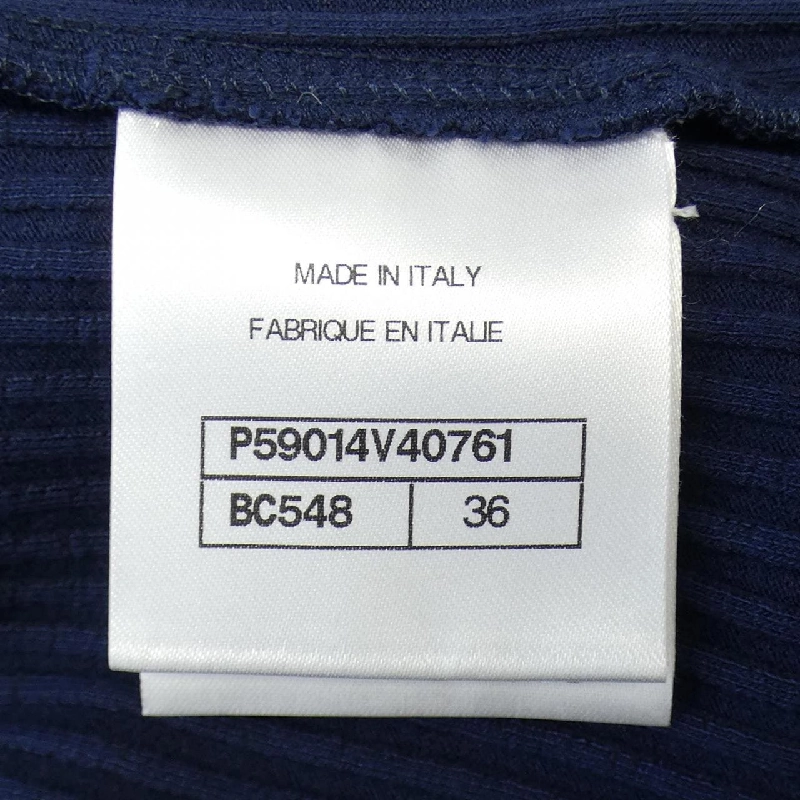 MADE IN ITALY
FABRIQUE EN ITALIE
P59014V40761
BC548 36